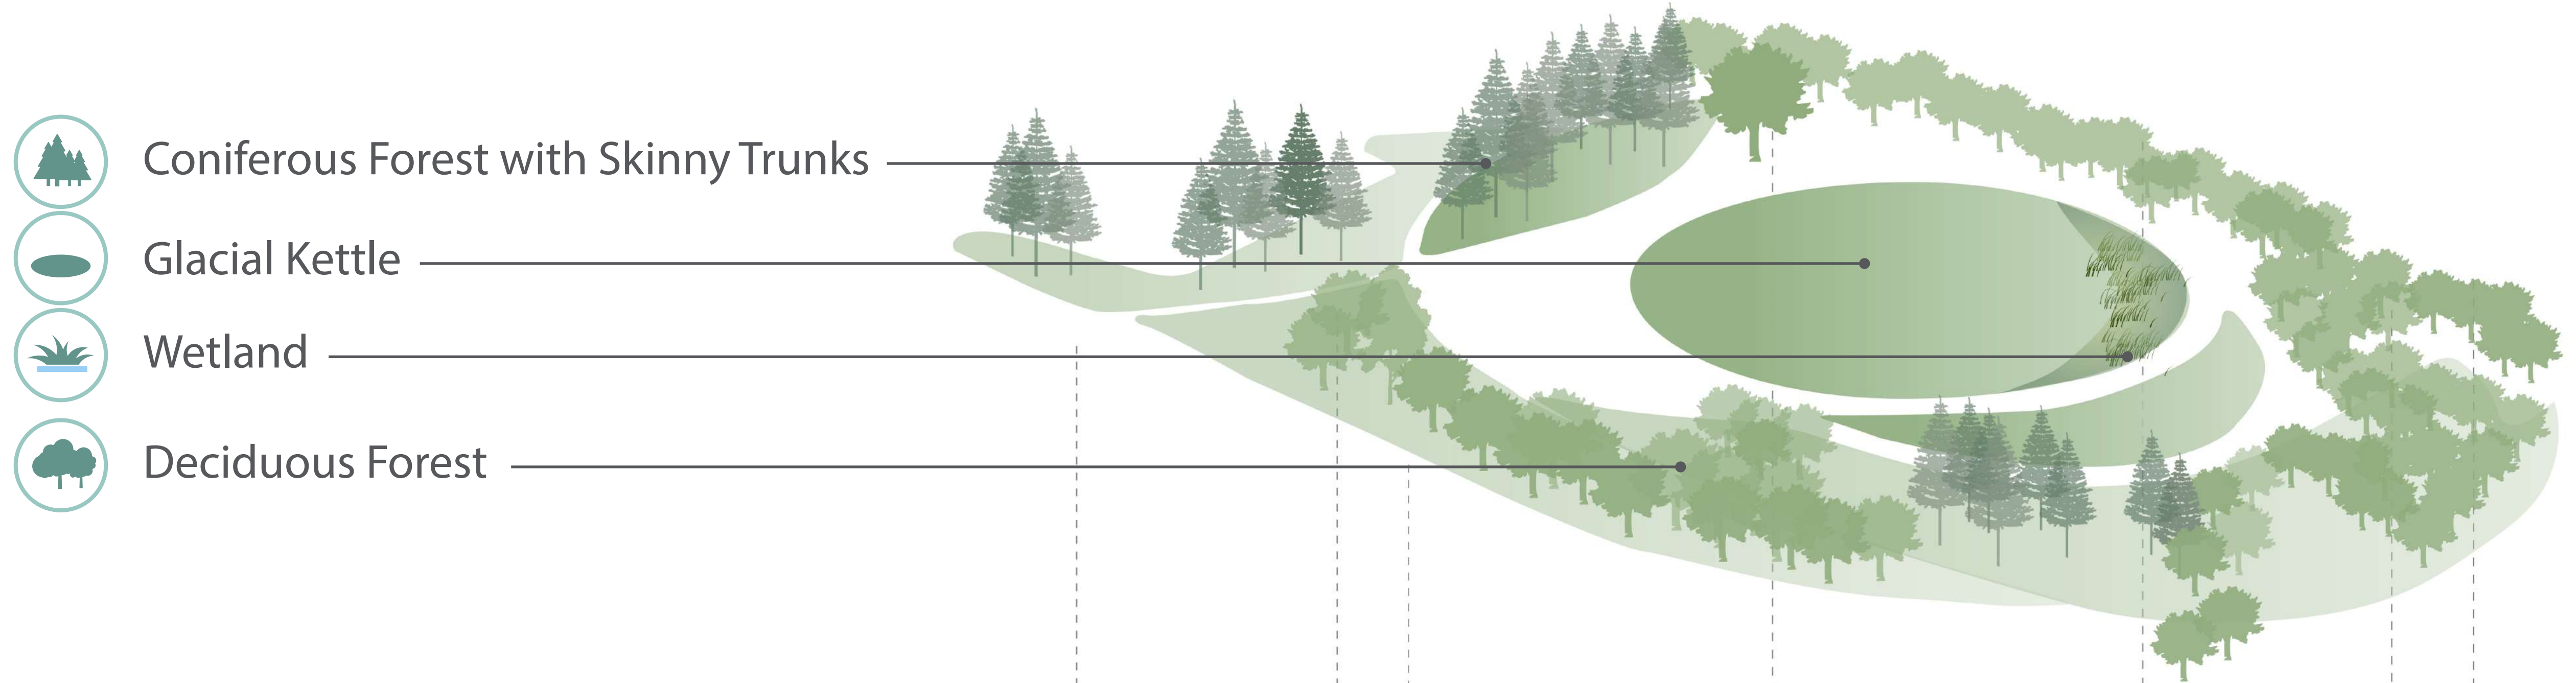 Coniferous Forest with Skinny Trunks
Glacial Kettle
Wetland
Deciduous Forest